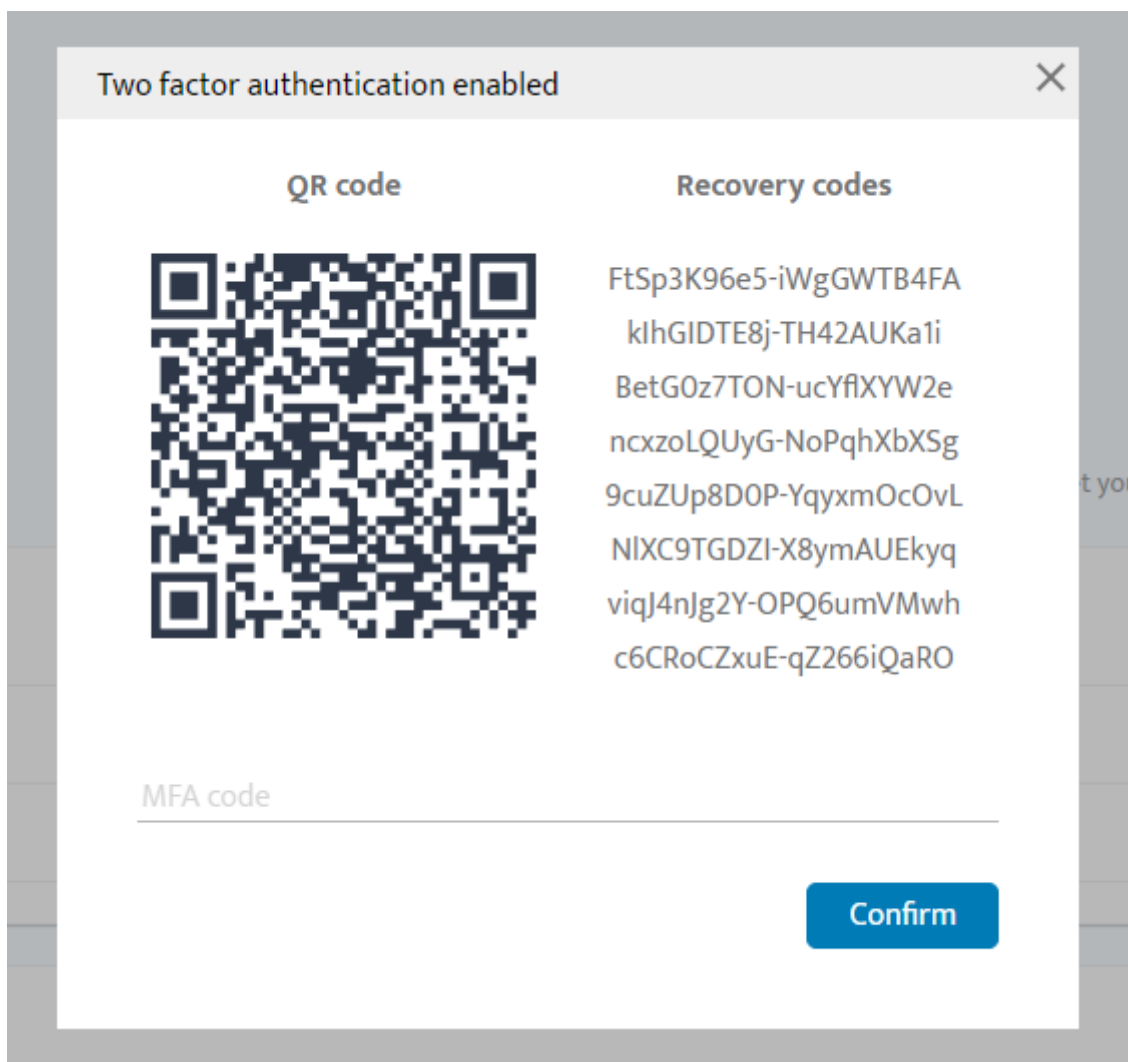 Two factor authentication enabled
QR code
Recovery codes
FtSp3K96e5-iWgGWTB4FA
kIhGIDTE8j-TH42AUKa1i
BetG0z7TON-ucYflXYW2e
ncxzoLQUyG-NoPqhXbXSg
9cuZUp8D0P-YqyxmOcOvL
NlXC9TGDZI-X8ymAUEkyq
viqJ4nJg2Y-OPQ6umVMwh
c6CRoCZxuE-qZ266iQaRO
t you
MFA code
Confirm